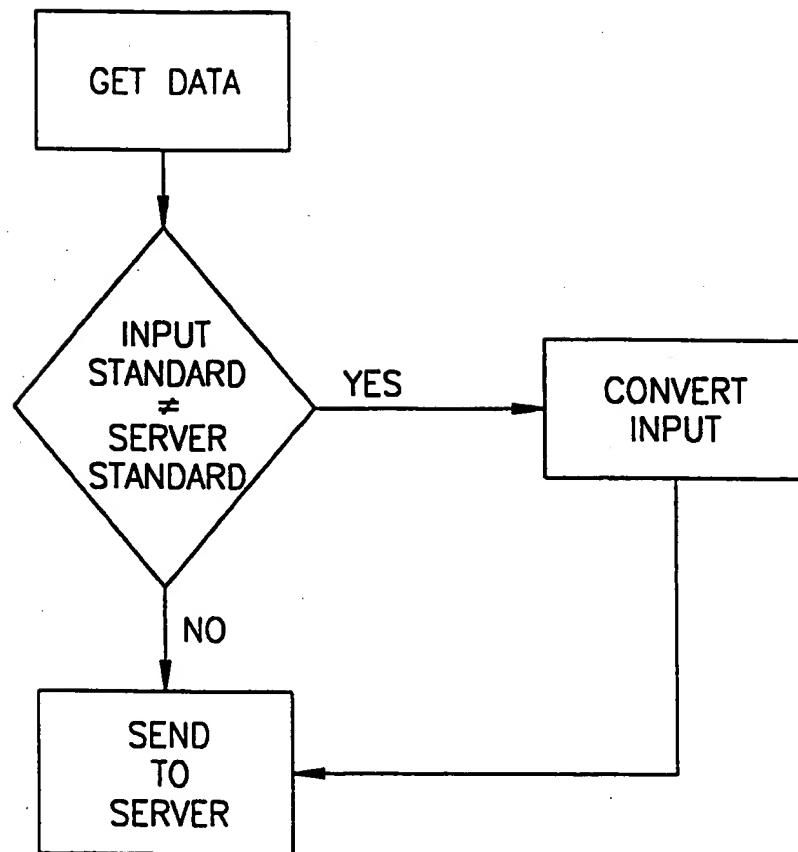 GET DATA
INPUT
STANDARD
≠
SERVER
STANDARD
YES
CONVERT
INPUT
NO
SEND
TO
SERVER